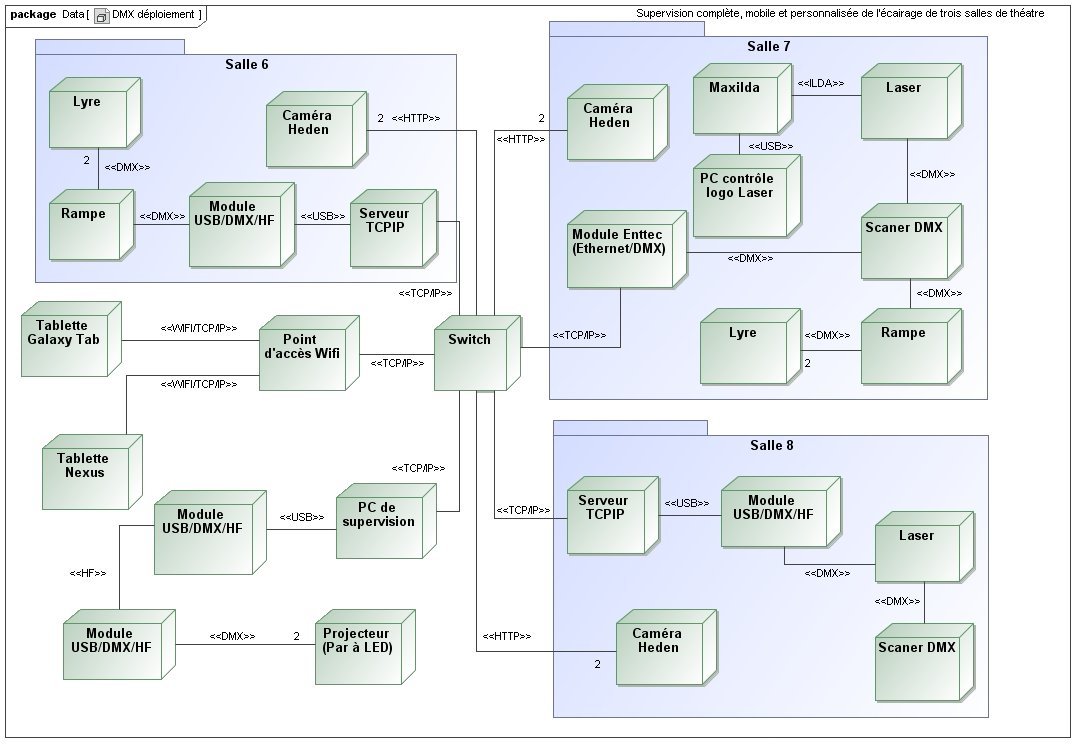 package Data [ DMX déploiement ]
Supervision complète, mobile et personnalisée de l'écairage de trois salles de théatre
Salle 6
Lyre
2
<<DMX>>
Rampe
<<DMX>>
Module
USB/DMX/HF
<<USB>>
Serveur
TCPIP
Caméra
Heden
2 <<HTTP>>
<<TCP/IP>>
Salle 7
Caméra
Heden
2
<<HTTP>>
Maxilda
<<ILDA>>
Laser
<<USB>>
PC contrôle
logo Laser
<<DMX>>
Module Enttec
(Ethernet/DMX)
<<DMX>>
Scaner DMX
<<DMX>>
<<TCP/IP>>
Lyre
<<DMX>>
2
Rampe
Tablette
Galaxy Tab
<<WIFI/TCP/IP>>
Point
d'accès Wifi
<<TCP/IP>>
Switch
<<WIFI/TCP/IP>>
Tablette
Nexus
<<TCP/IP>>
Module
USB/DMX/HF
<<USB>>
PC de
supervision
<<HF>>
Module
USB/DMX/HF
<<DMX>>
2
Projecteur
(Par à LED)
Salle 8
<<TCP/IP>>
Serveur
TCPIP
<<USB>>
Module
USB/DMX/HF
<<DMX>>
Laser
<<DMX>>
Scaner DMX
<<HTTP>>
2
Caméra
Heden